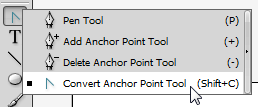 Pen Tool (P)
T Add Anchor Point Tool (+)
Delete Anchor Point Tool (-)
Convert Anchor Point Tool (Shift+C)